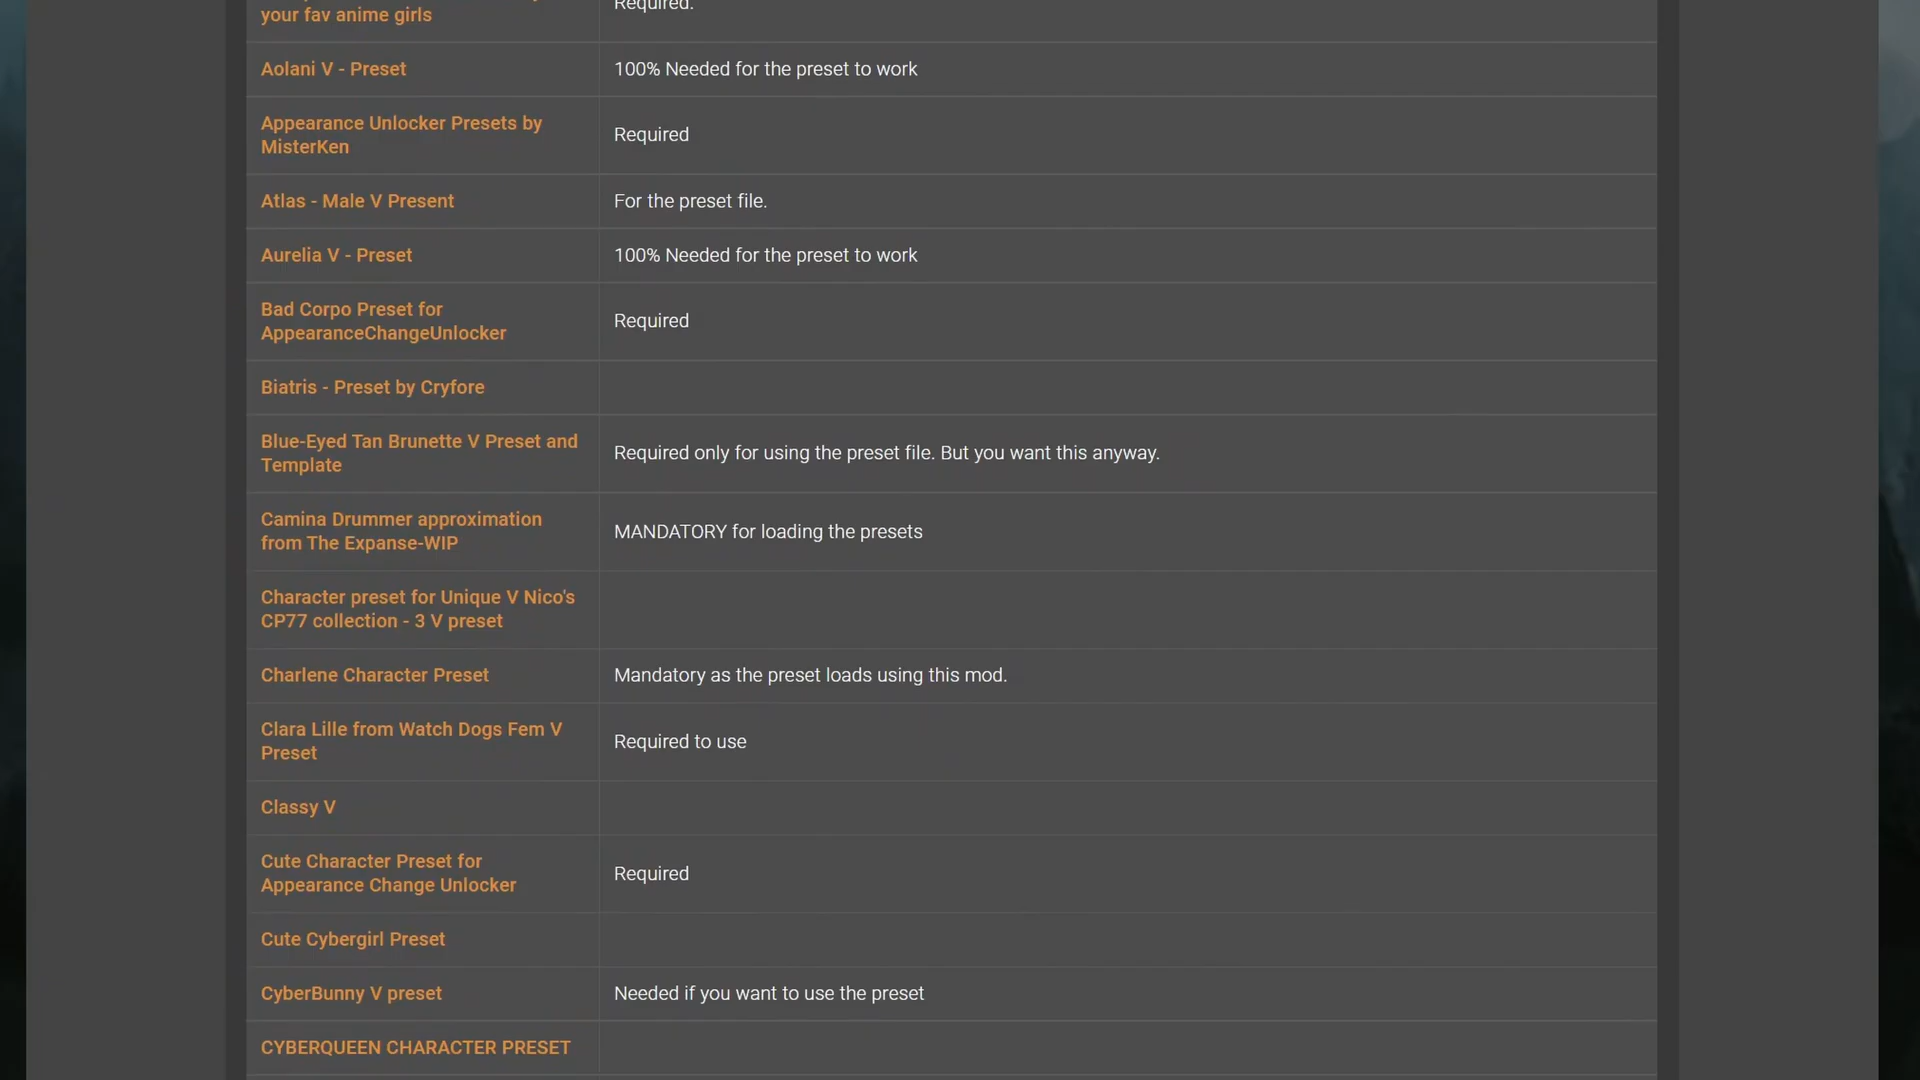 your fav anime girls
Required.
Aolani V - Preset
100% Needed for the preset to work
Appearance Unlocker Presets by
MisterKen
Required
Atlas - Male V Present
For the preset file.
Aurelia V - Preset
100% Needed for the preset to work
Bad Corpo Preset for
AppearanceChangeUnlocker
Required
Biatris - Preset by Cryfore
Blue-Eyed Tan Brunette V Preset and
Template
Required only for using the preset file. But you want this anyway.
Camina Drummer approximation
from The Expanse-WIP
MANDATORY for loading the presets
Character preset for Unique V Nico's
CP77 collection - 3 V preset
Charlene Character Preset
Mandatory as the preset loads using this mod.
Clara Lille from Watch Dogs Fem V
Preset
Required to use
Classy V
Cute Character Preset for
Appearance Change Unlocker
Required
Cute Cybergirl Preset
CyberBunny V preset
Needed if you want to use the preset
CYBERQUEEN CHARACTER PRESET